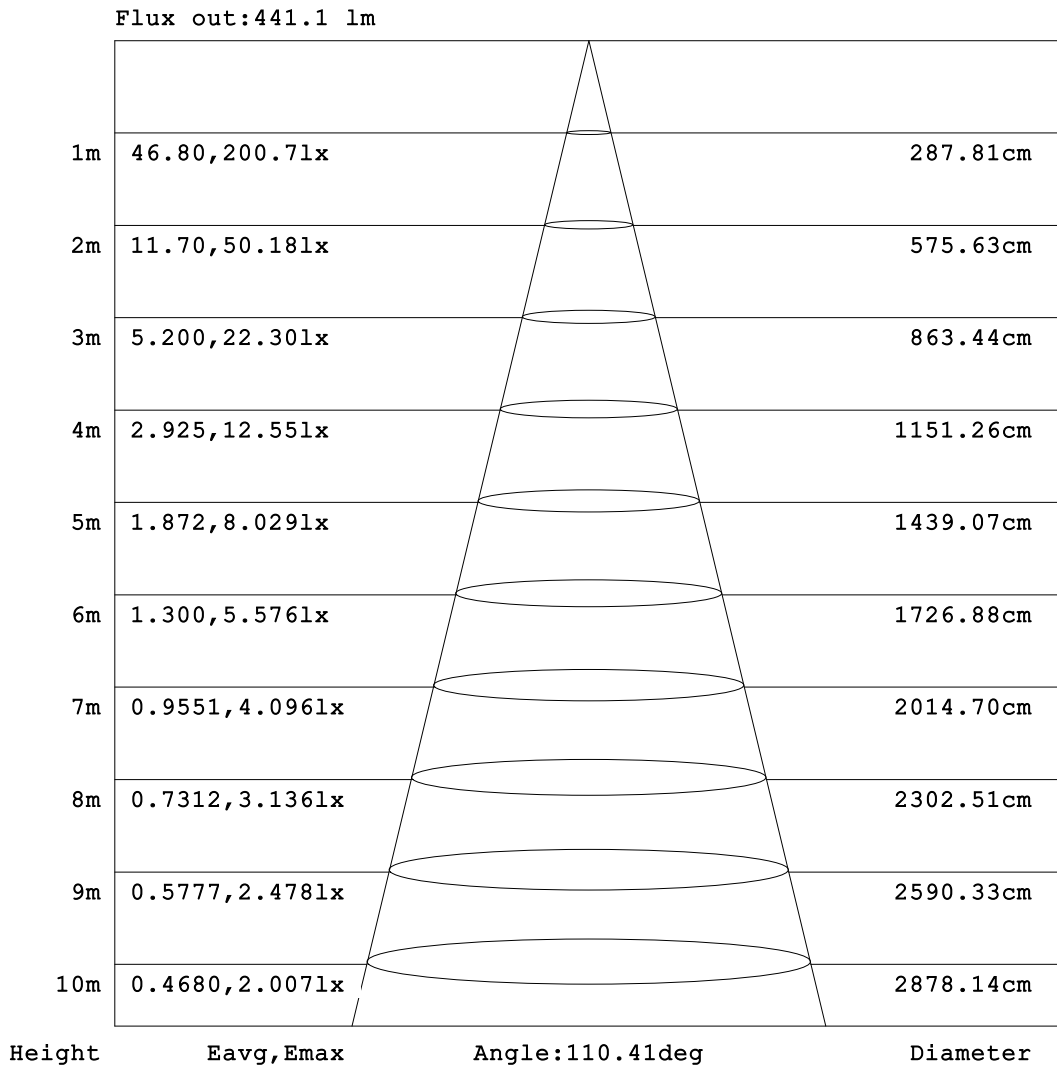 Flux out:441.1 lm
1m 46.80,200.7lx 287.81cm
2m 11.70,50.18lx 575.63cm
3m 5.200,22.30lx 863.44cm
4m 2.925,12.55lx 1151.26cm
5m 1.872,8.029lx 1439.07cm
6m 1.300,5.576lx 1726.88cm
7m 0.9551,4.096lx 2014.70cm
8m 0.7312,3.136lx 2302.51cm
9m 0.5777,2.478lx 2590.33cm
10m 0.4680,2.007lx 2878.14cm
Height Eavg,Emax Angle:110.41deg Diameter